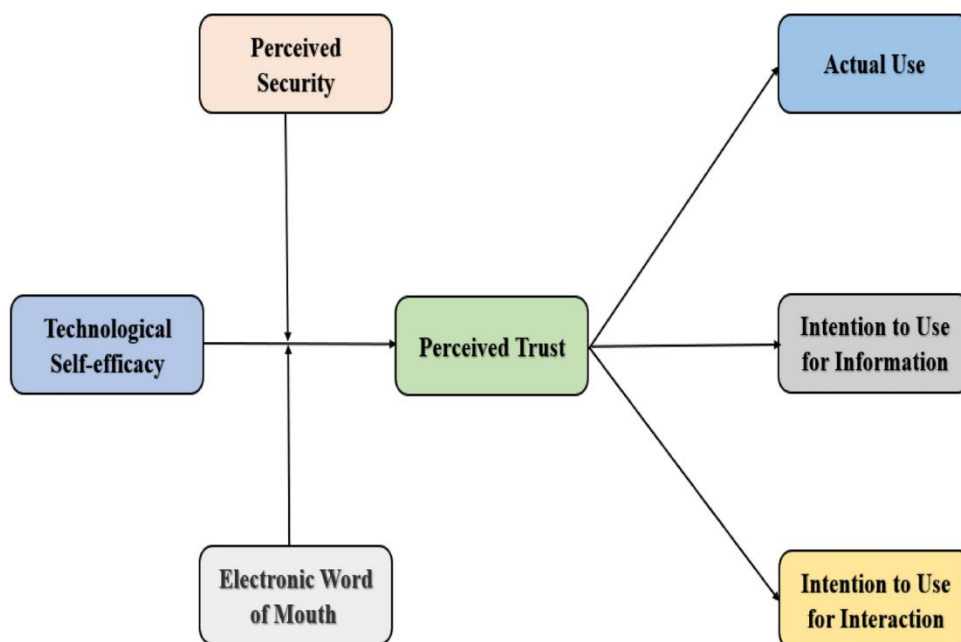 Perceived
Security
Actual Use
Technological
Self-efficacy
Perceived Trust
Intention to Use
for Information
Electronic Word
of Mouth
Intention to Use
for Interaction